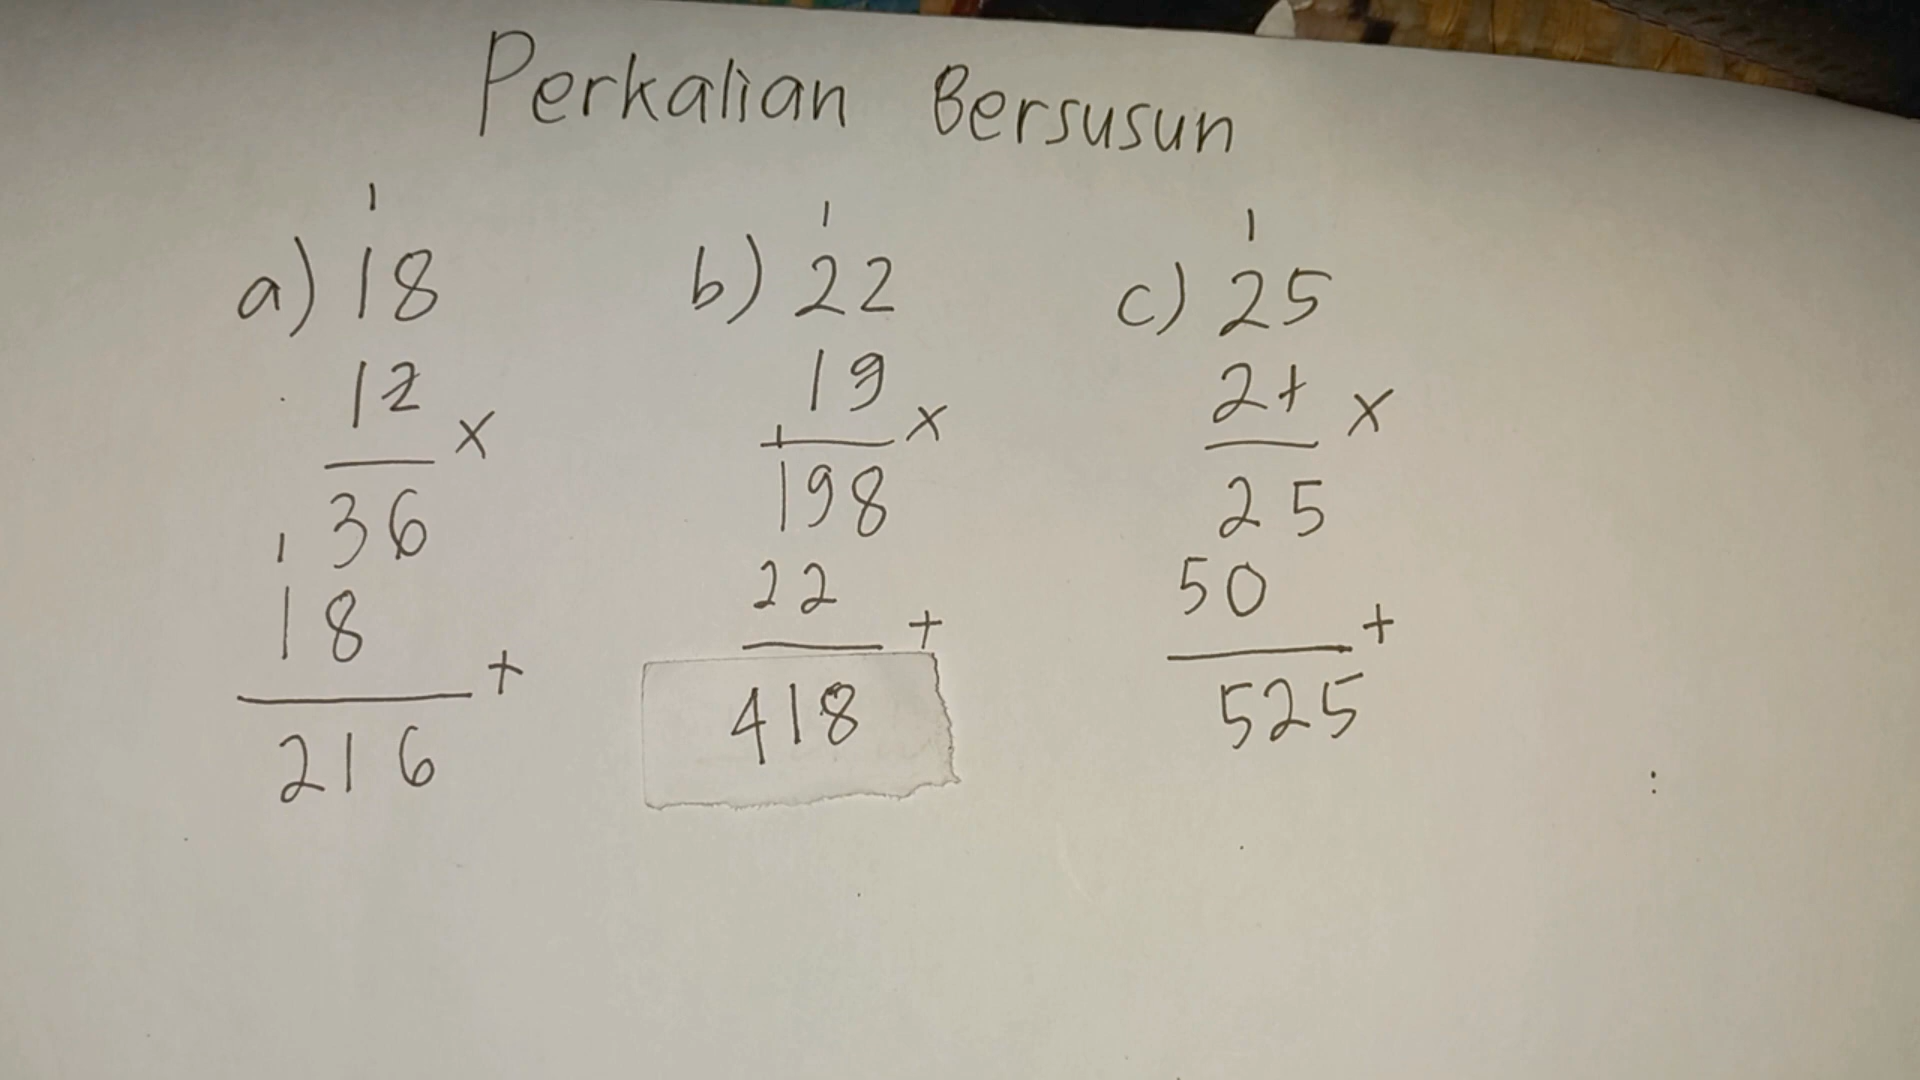 Perkalian Bersusun
1
a) 18
12 x
36
1
18 +
216
1
b) 22
19 x
1
198
22 +
418
1
c) 25
21 x
25
50 +
525